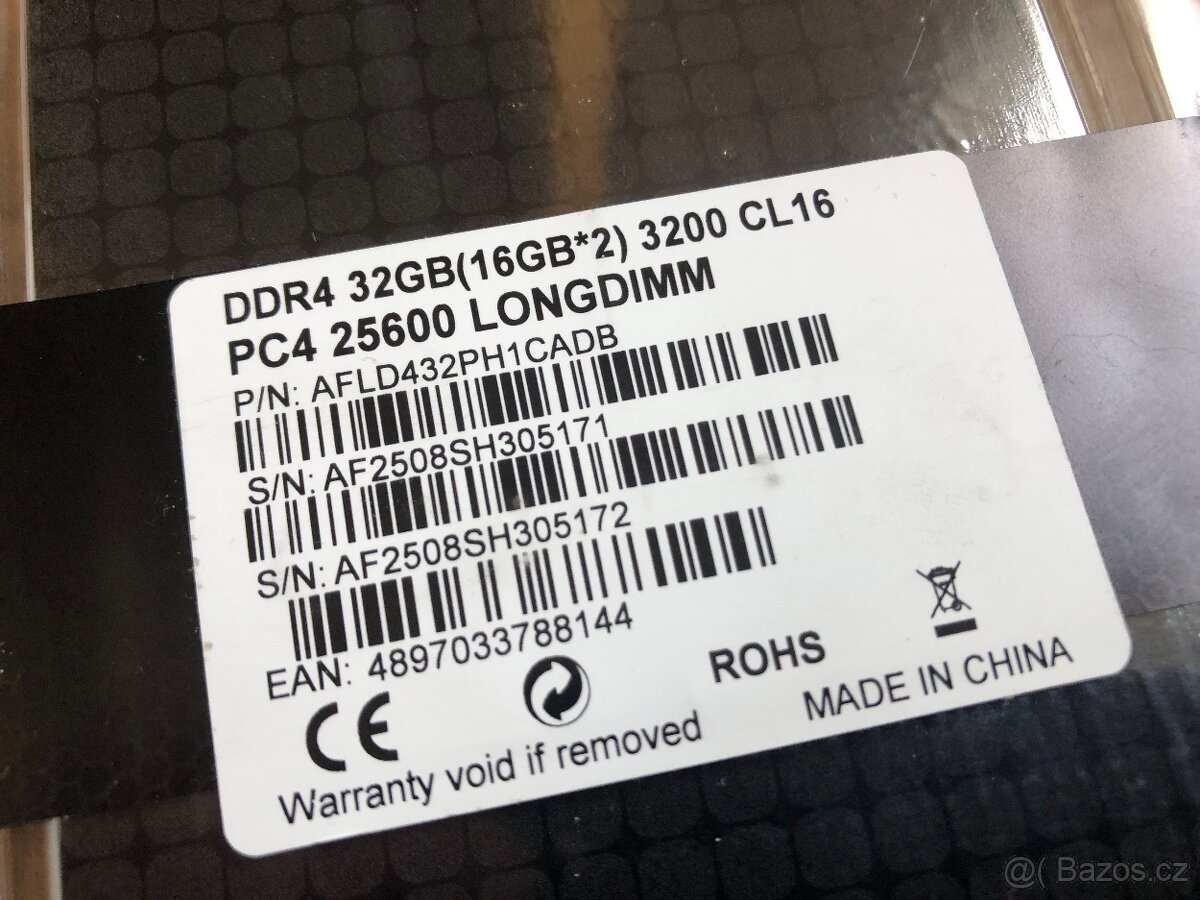 DDR4 32GB(16GB*2) 3200 CL16
PC4 25600 LONGDIMM
P/N: AFLD432PH1CADB
S/N: AF2508SH305171
S/N: AF2508SH305172
EAN: 4897033788144
CE
ROHS
Warranty void if removed
MADE IN CHINA
@( Bazos.cz